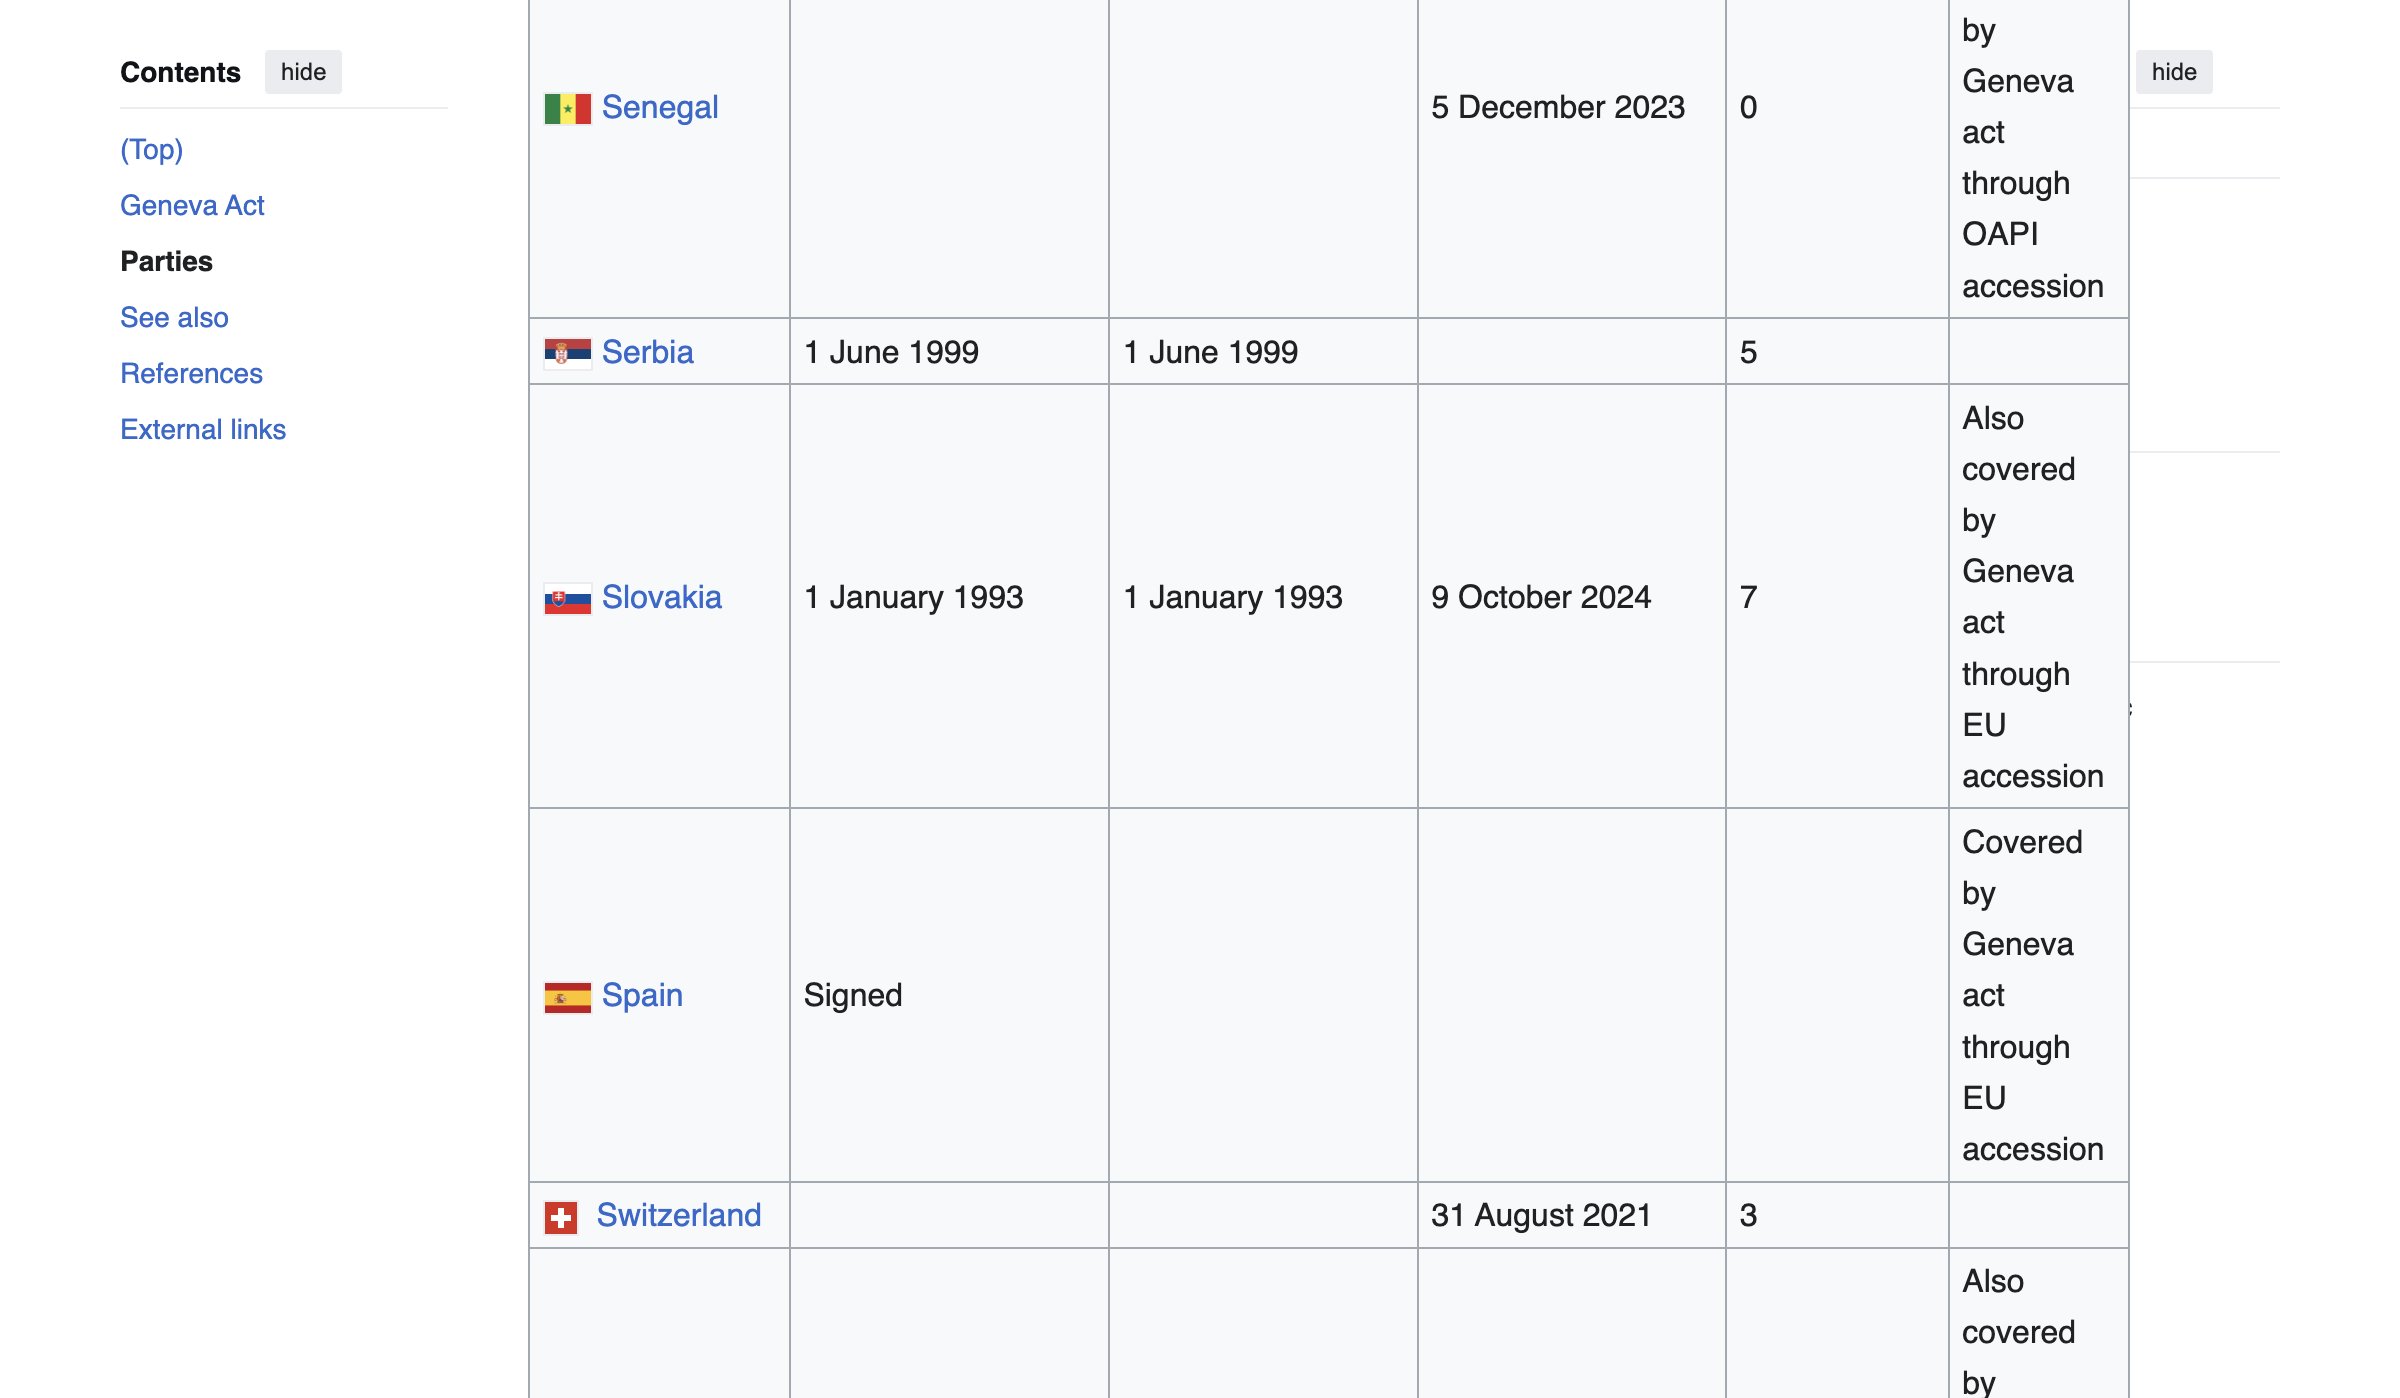 Contents hide
(Top)
Geneva Act
Parties
See also
References
External links
by
Geneva
act
through
OAPI
accession
Senegal 5 December 2023 0
Serbia 1 June 1999 1 June 1999 5
Also
covered
by
Geneva
act
through
EU
accession
Slovakia 1 January 1993 1 January 1993 9 October 2024 7
Covered
by
Geneva
act
through
EU
accession
Spain Signed
Switzerland 31 August 2021 3
Also
covered
by
hide